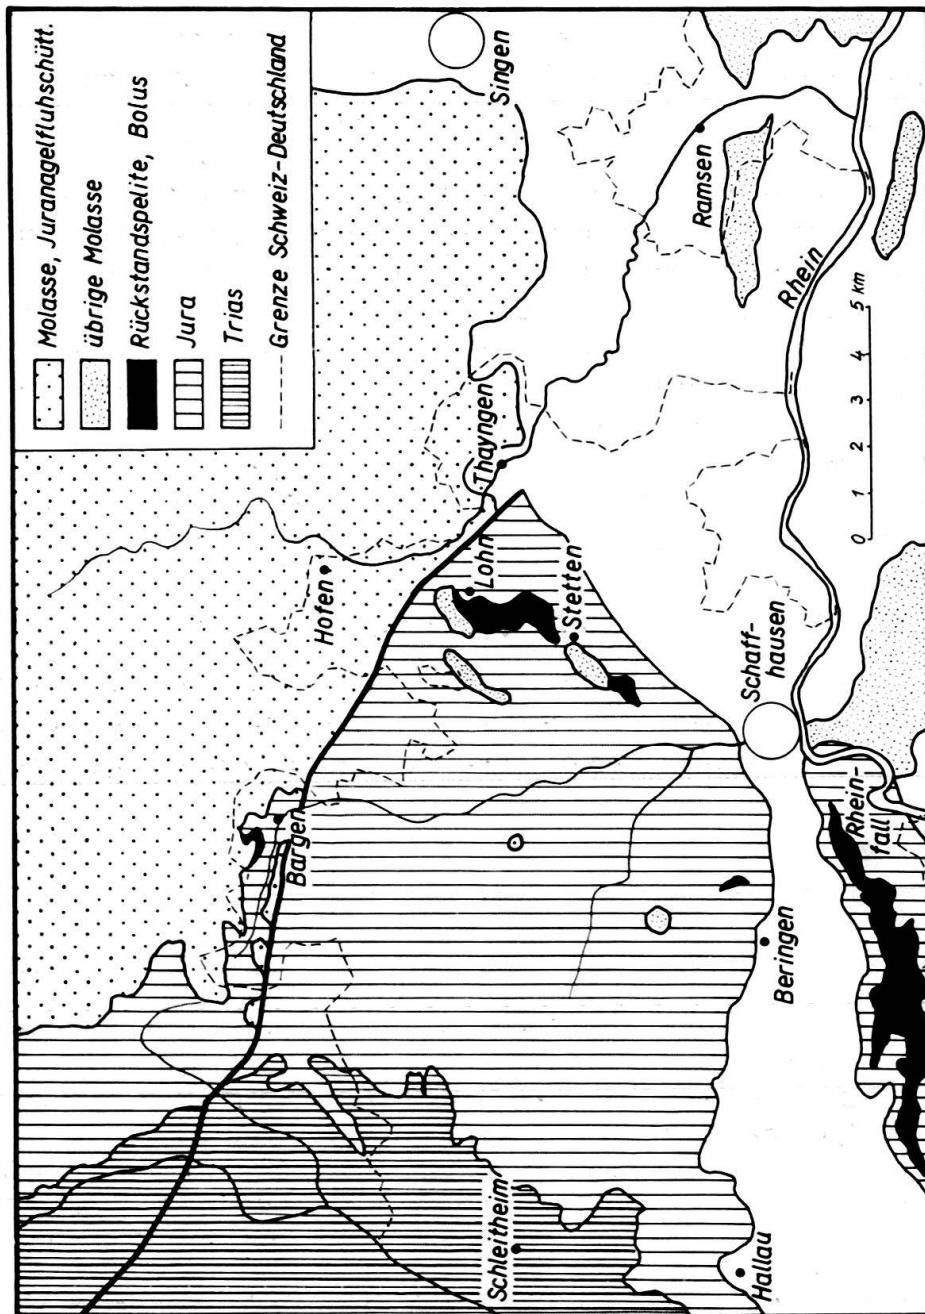 Molasse, Juranagelfluhschütt.
übrige Molasse
Rückstandspelite, Bolus
Jura
Trias
Grenze Schweiz-Deutschland
Singen
Ramsen
Rhein
Thayngen
Hofen
Lohn
Stetten
Schaff-
hausen
Bargen
Rhein-
fall
Beringen
Schleitheim
Hallau
0 1 2 3 4 5 km